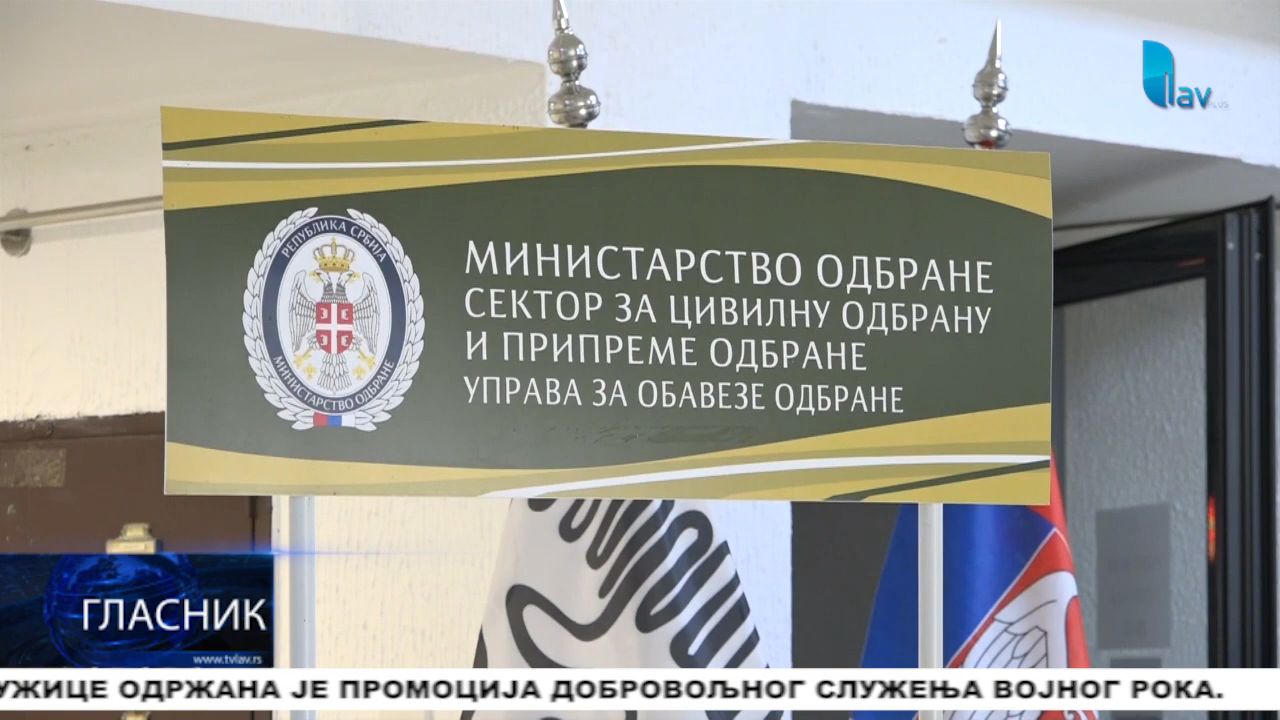 lav
PLUS
РЕПУБЛИКА СРБИЈА
МИНИСТАРСТВО ОДБРАНЕ
МИНИСТАРСТВО ОДБРАНЕ
СЕКТОР ЗА ЦИВИЛНУ ОДБРАНУ
И ПРИПРЕМЕ ОДБРАНЕ
УПРАВА ЗА ОБАВЕЗЕ ОДБРАНЕ
ГЛАСНИК
www.tvlav.rs
УЖИЦЕ ОДРЖАНА ЈЕ ПРОМОЦИЈА ДОБРОВОЉНОГ СЛУЖЕЊА ВОЈНОГ РОКА.